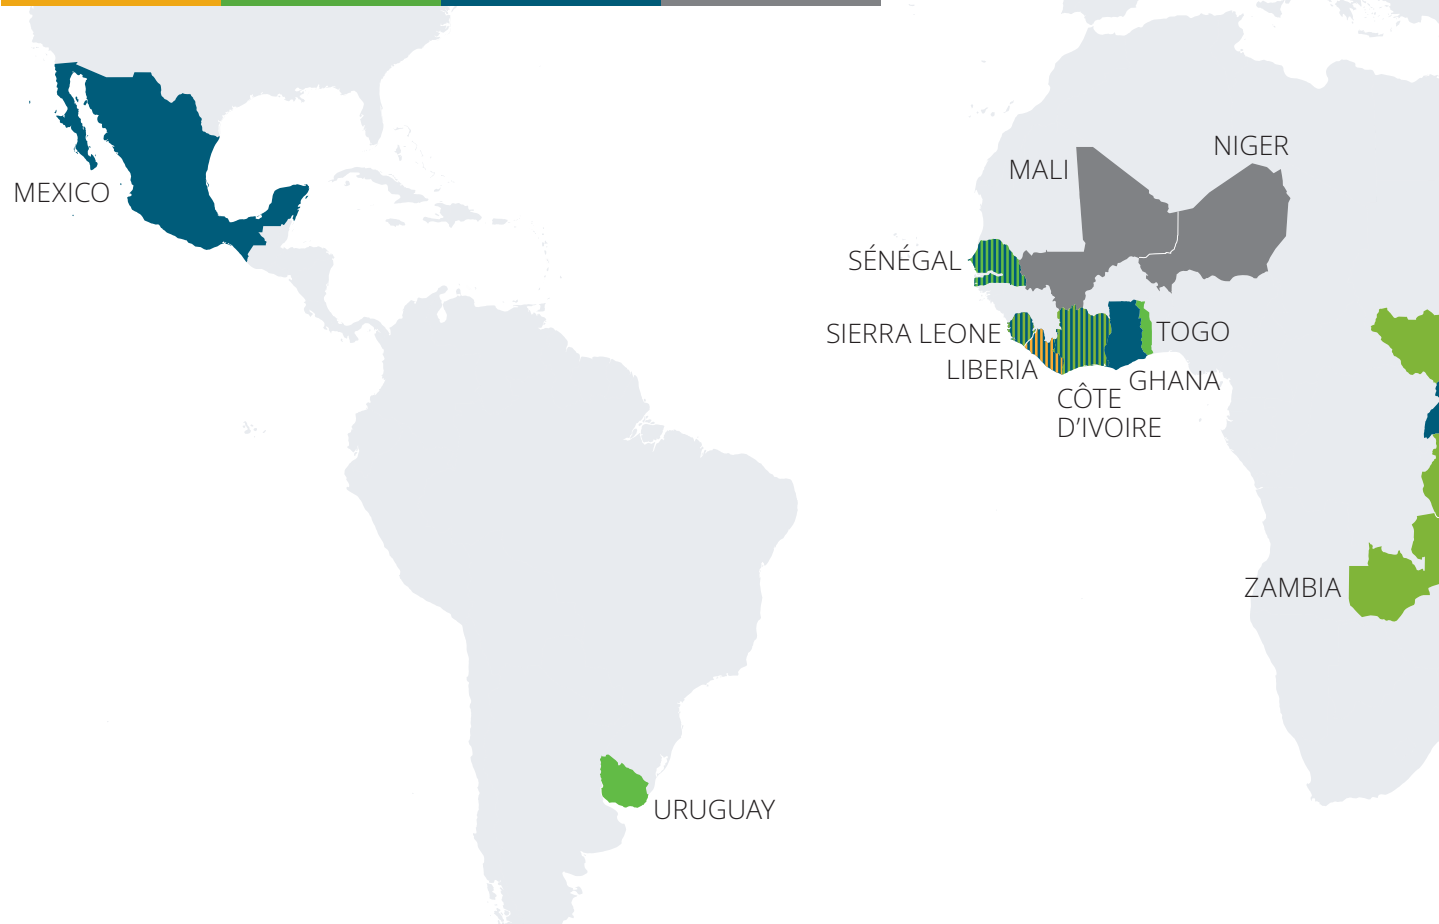 NIGER
MALI
MEXICO
SÉNÉGAL
SIERRA LEONE
TOGO
LIBERIA
GHANA
CÔTE
D'IVOIRE
ZAMBIA
URUGUAY